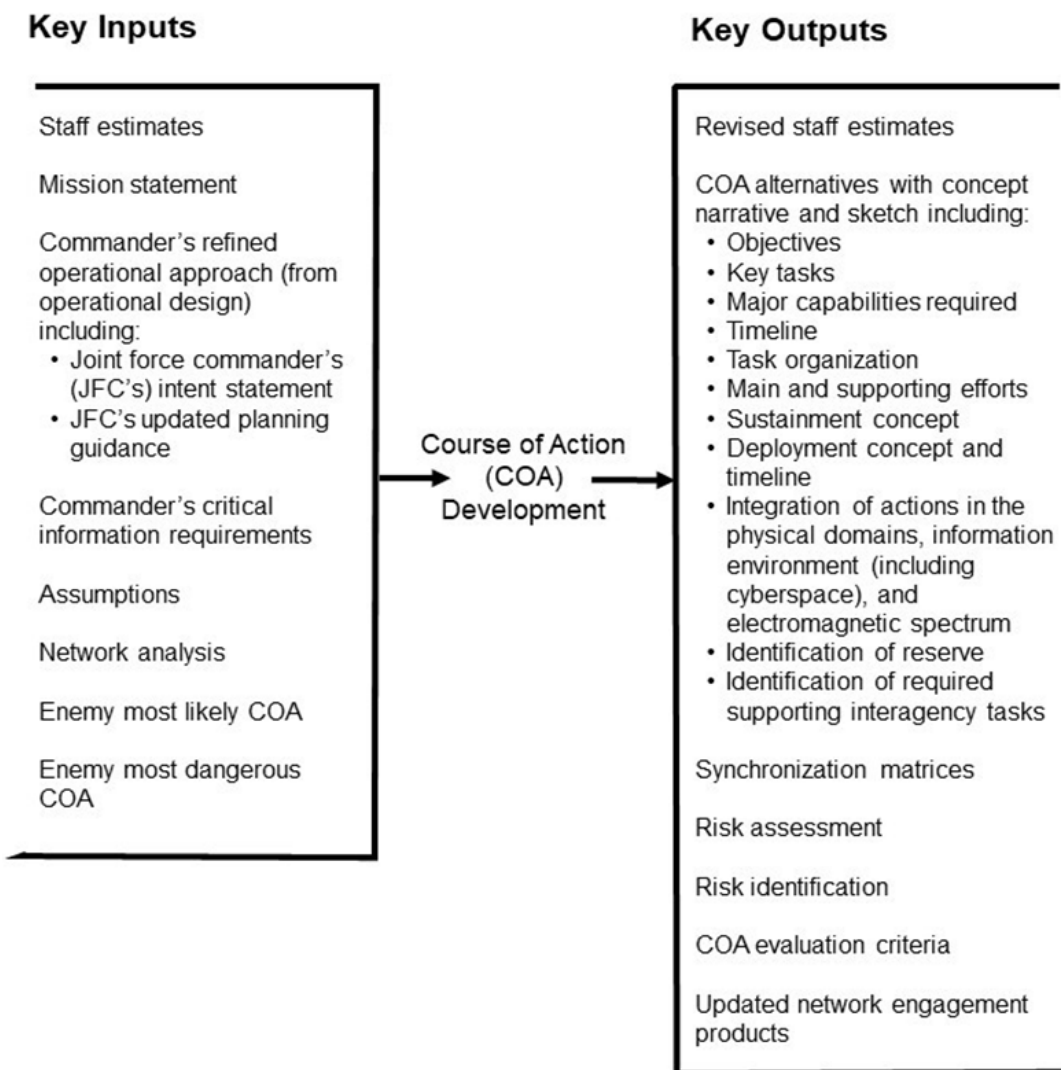 Key Inputs
Staff estimates
Mission statement
Commander’s refined
operational approach (from
operational design)
including:
• Joint force commander’s
(JFC’s) intent statement
• JFC’s updated planning
guidance
Commander’s critical
information requirements
Assumptions
Network analysis
Enemy most likely COA
Enemy most dangerous
COA
Course of Action
(COA)
Development
Key Outputs
Revised staff estimates
COA alternatives with concept
narrative and sketch including:
• Objectives
• Key tasks
• Major capabilities required
• Timeline
• Task organization
• Main and supporting efforts
• Sustainment concept
• Deployment concept and
timeline
• Integration of actions in the
physical domains, information
environment (including
cyberspace), and
electromagnetic spectrum
• Identification of reserve
• Identification of required
supporting interagency tasks
Synchronization matrices
Risk assessment
Risk identification
COA evaluation criteria
Updated network engagement
products